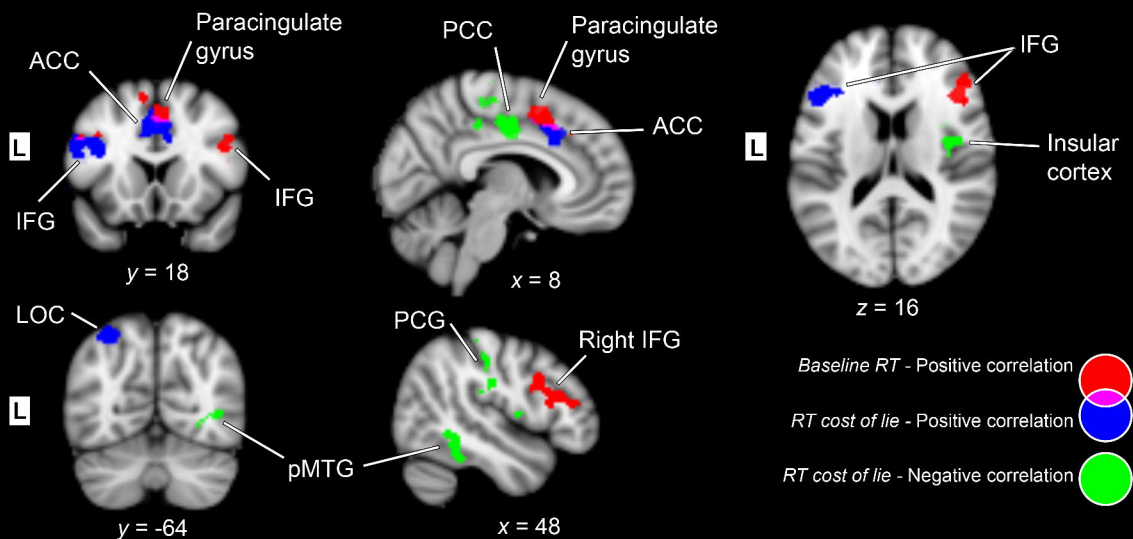 Paracingulate
gyrus
ACC
L
IFG
IFG
y = 18
PCC
Paracingulate
gyrus
ACC
x = 8
IFG
L
Insular
cortex
z = 16
LOC
L
pMTG
y = -64
PCG
Right IFG
x = 48
Baseline RT - Positive correlation
RT cost of lie - Positive correlation
RT cost of lie - Negative correlation